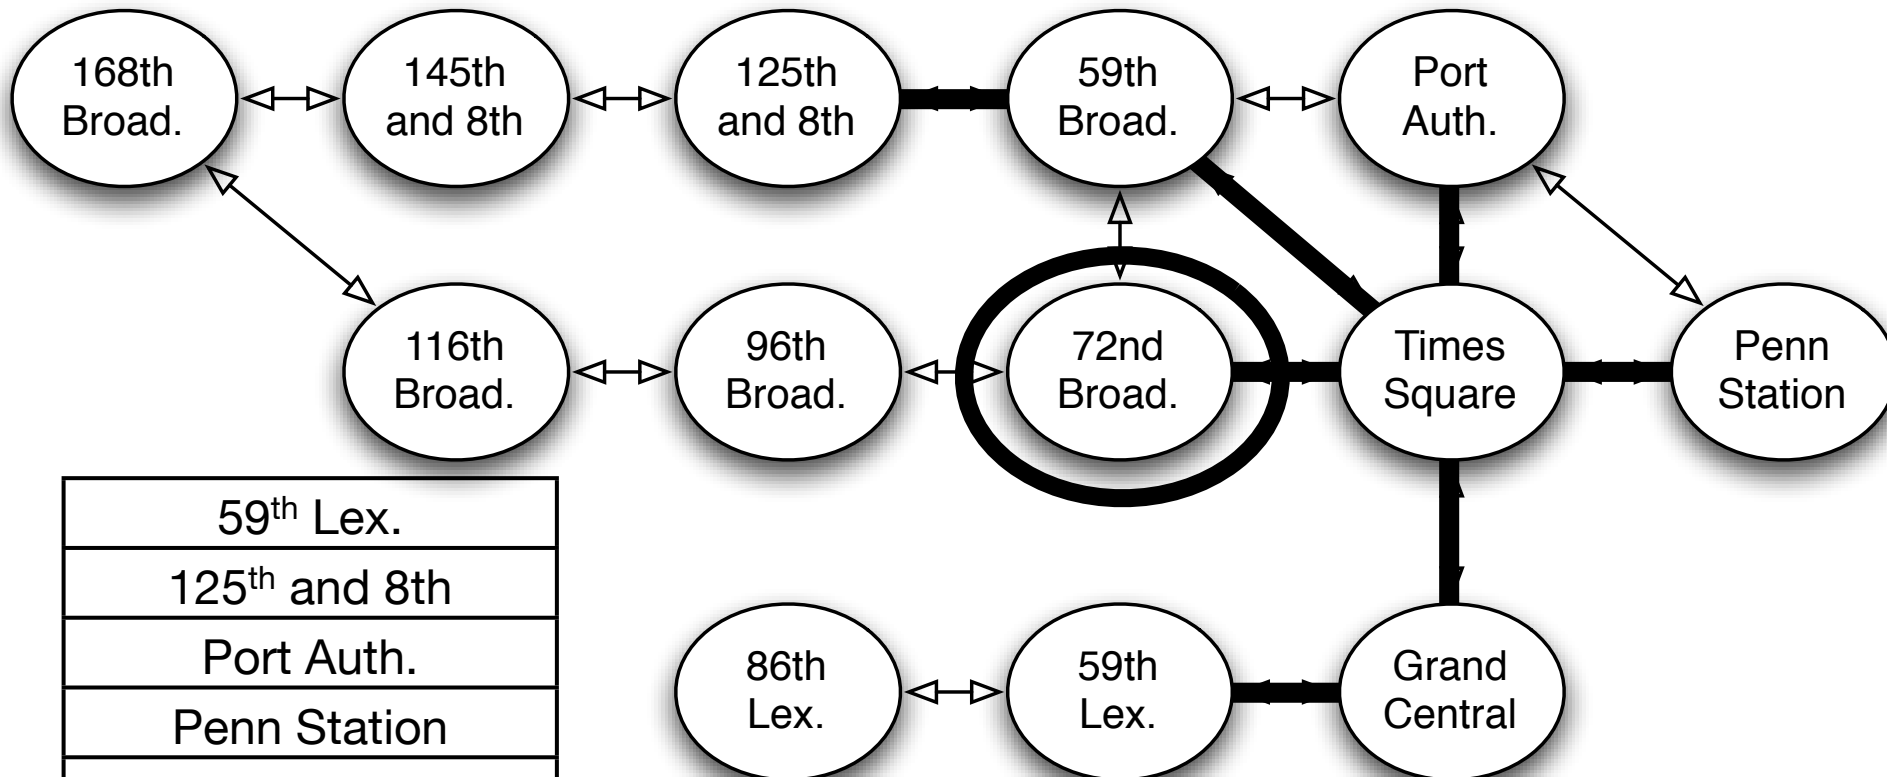 168th
Broad.
145th
and 8th
125th
and 8th
59th
Broad.
Port
Auth.
116th
Broad.
96th
Broad.
72nd
Broad.
Times
Square
Penn
Station
59th Lex.
125th and 8th
Port Auth.
Penn Station
86th
Lex.
59th
Lex.
Grand
Central